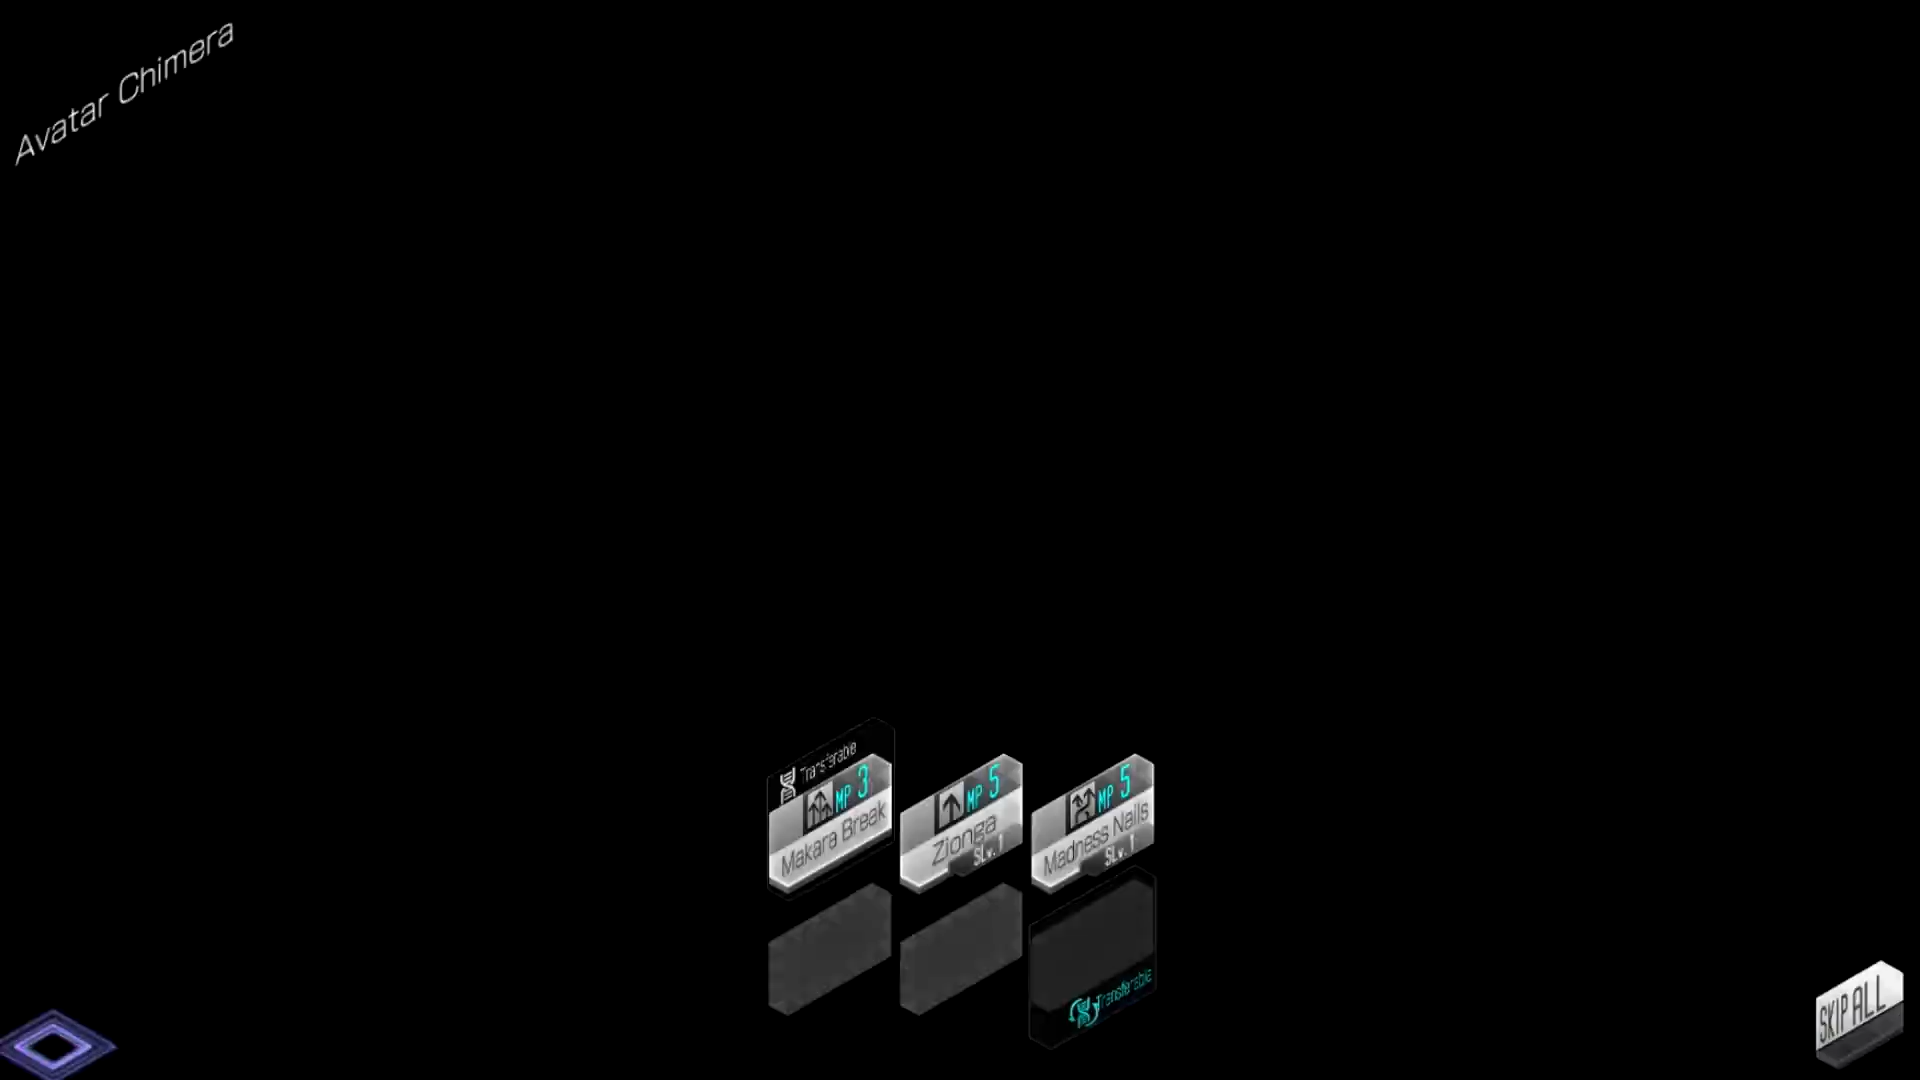 Avatar Chimera
Transferable
MP 3
Makara Break
MP 5
Zionga
SLv. 1
MP 5
Madness Nails
SLv. 1
Transferable
SKIP ALL